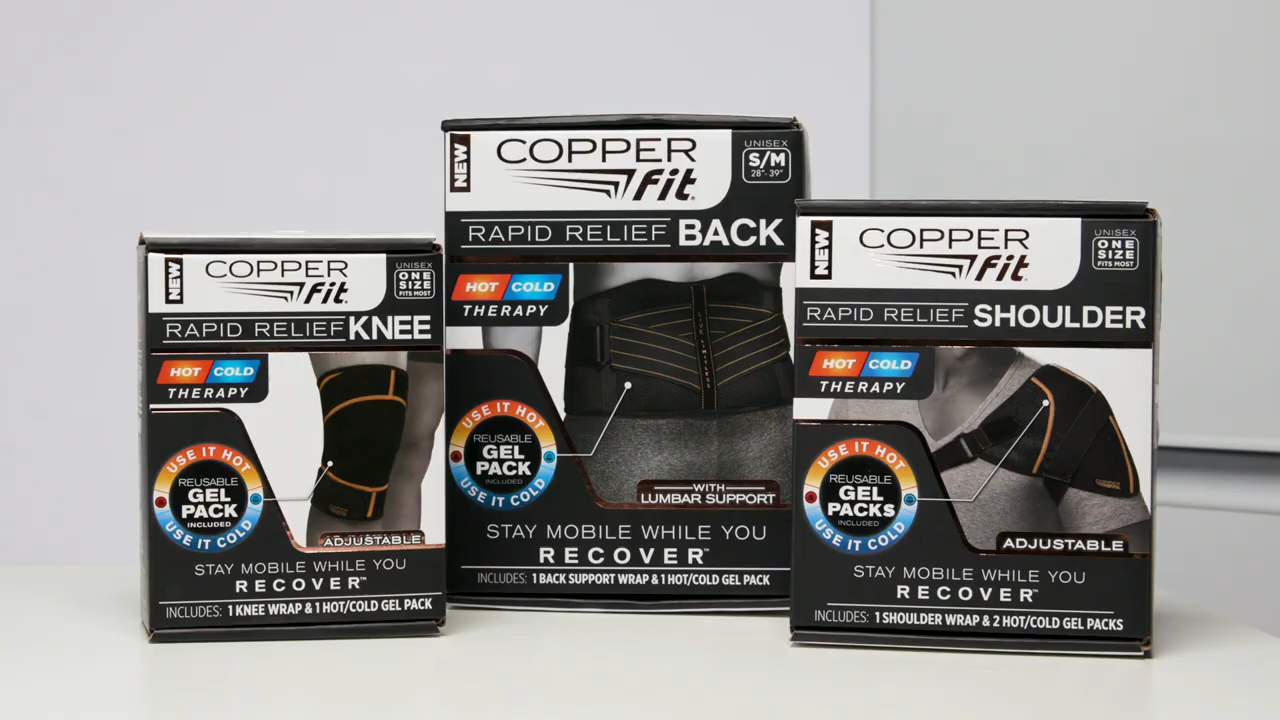 NEW
COPPER
fit
UNISEX
ONE
SIZE
FITS MOST
RAPID RELIEF KNEE
HOT COLD
THERAPY
USE IT HOT
REUSABLE
GEL
PACK
INCLUDED
USE IT COLD
ADJUSTABLE
STAY MOBILE WHILE YOU
RECOVER™
INCLUDES: 1 KNEE WRAP & 1 HOT/COLD GEL PACK
NEW
COPPER
fit
UNISEX
S/M
28"-39"
RAPID RELIEF BACK
HOT COLD
THERAPY
LIVE LIMITLESS
USE IT HOT
REUSABLE
GEL
PACK
INCLUDED
USE IT COLD
WITH
LUMBAR SUPPORT
STAY MOBILE WHILE YOU
RECOVER™
INCLUDES: 1 BACK SUPPORT WRAP & 1 HOT/COLD GEL PACK
NEW
COPPER
fit
UNISEX
ONE
SIZE
FITS MOST
RAPID RELIEF SHOULDER
HOT COLD
THERAPY
USE IT HOT
REUSABLE
GEL
PACKs
INCLUDED
USE IT COLD
ADJUSTABLE
STAY MOBILE WHILE YOU
RECOVER™
INCLUDES: 1 SHOULDER WRAP & 2 HOT/COLD GEL PACKS